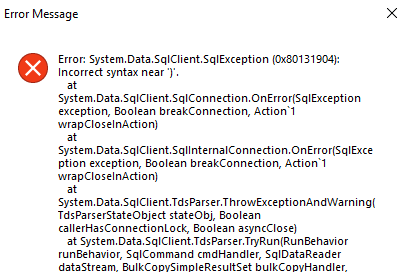 Error Message
Error: System.Data.SqlClient.SqlException (0x80131904):
Incorrect syntax near ')'.
at
System.Data.SqlClient.SqlConnection.OnError(SqlException
exception, Boolean breakConnection, Action`1
wrapCloseInAction)
at
System.Data.SqlClient.SqlInternalConnection.OnError(SqlExce
ption exception, Boolean breakConnection, Action`1
wrapCloseInAction)
at
System.Data.SqlClient.TdsParser.ThrowExceptionAndWarning(
TdsParserStateObject stateObj, Boolean
callerHasConnectionLock, Boolean asyncClose)
at System.Data.SqlClient.TdsParser.TryRun(RunBehavior
runBehavior, SqlCommand cmdHandler, SqlDataReader
dataStream, BulkCopySimpleResultSet bulkCopyHandler,